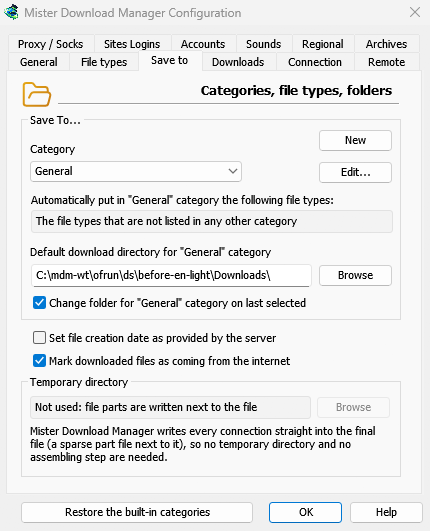 Mister Download Manager Configuration
Proxy / Socks Sites Logins Accounts Sounds Regional Archives
General File types Save to Downloads Connection Remote
Categories, file types, folders
Save To...
New
Category
General
Edit...
Automatically put in "General" category the following file types:
The file types that are not listed in any other category
Default download directory for "General" category
C:\mdm-wt\ofrun\ds\before-en-light\Downloads\
Browse
Change folder for "General" category on last selected
Set file creation date as provided by the server
Mark downloaded files as coming from the internet
Temporary directory
Not used: file parts are written next to the file
Browse
Mister Download Manager writes every connection straight into the final
file (a sparse part file next to it), so no temporary directory and no
assembling step are needed.
Restore the built-in categories
OK
Help